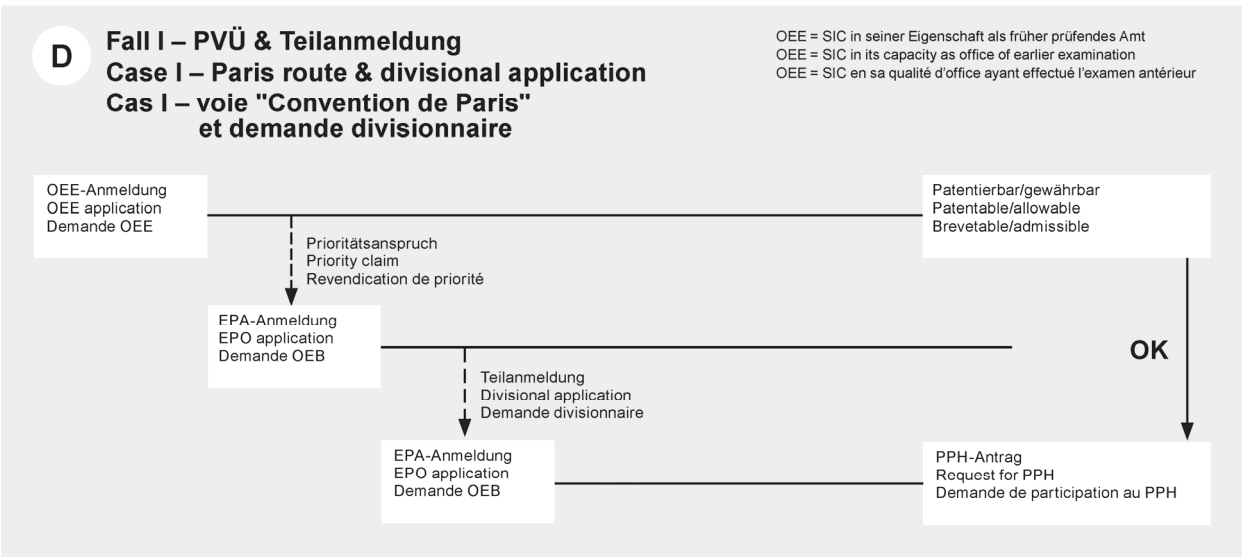 D
Fall I – PVÜ & Teilanmeldung
Case I – Paris route & divisional application
Cas I – voie "Convention de Paris"
et demande divisionnaire
OEE = SIC in seiner Eigenschaft als früher prüfendes Amt
OEE = SIC in its capacity as office of earlier examination
OEE = SIC en sa qualité d'office ayant effectué l'examen antérieur
OEE-Anmeldung
OEE application
Demande OEE
Patentierbar/gewährbar
Patentable/allowable
Brevetable/admissible
Prioritätsanspruch
Priority claim
Revendication de priorité
EPA-Anmeldung
EPO application
Demande OEB
OK
Teilanmeldung
Divisional application
Demande divisionnaire
EPA-Anmeldung
EPO application
Demande OEB
PPH-Antrag
Request for PPH
Demande de participation au PPH